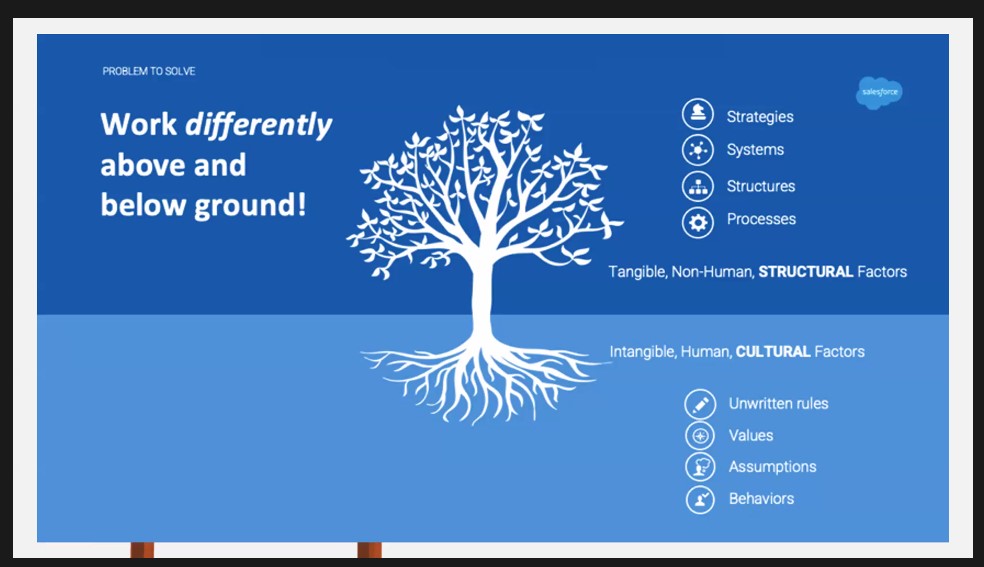 PROBLEM TO SOLVE
Work differently
above and
below ground!
salesforce
Strategies
Systems
Structures
Processes
Tangible, Non-Human, STRUCTURAL Factors
Intangible, Human, CULTURAL Factors
Unwritten rules
Values
Assumptions
Behaviors